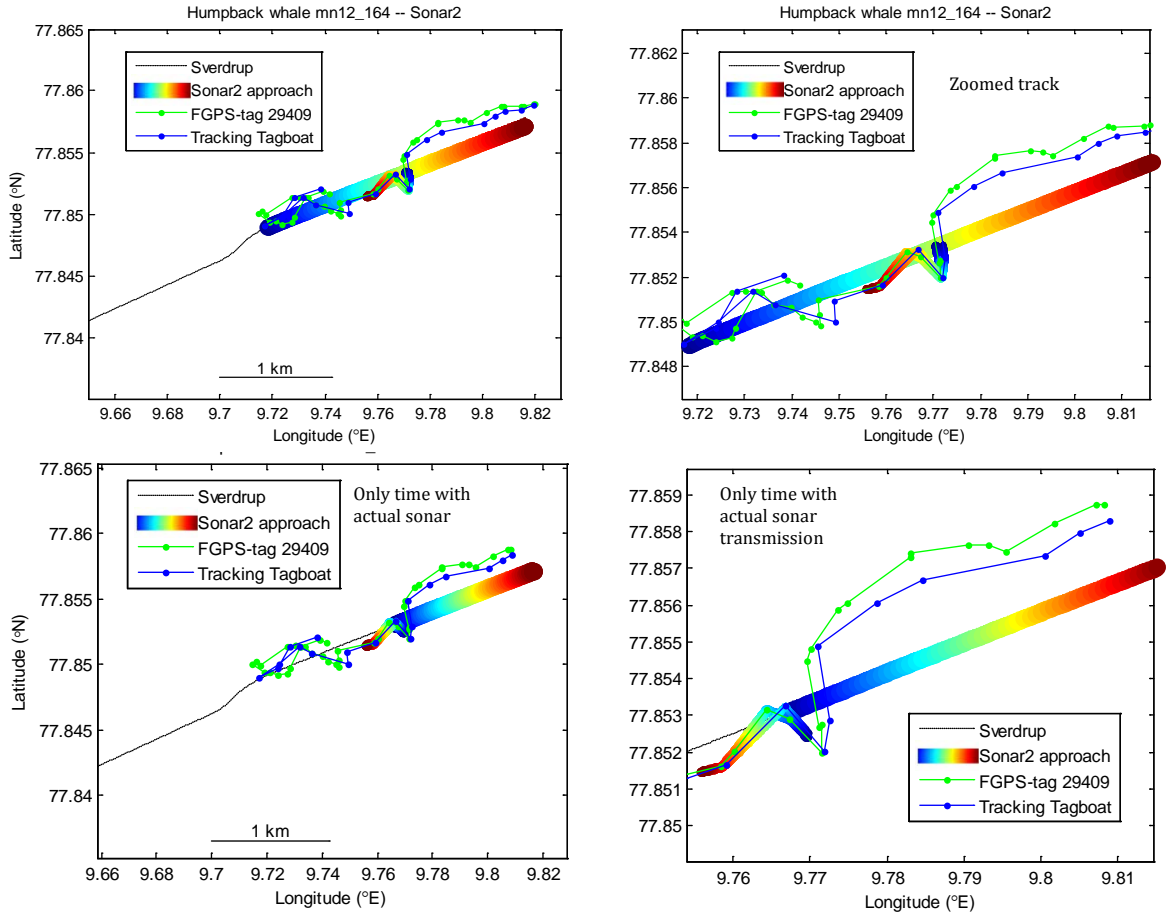 Humpback whale mn12_164 -- Sonar2
77.865
77.86
77.855
77.85
77.845
77.84
Latitude (°N)
Sverdrup
Sonar2 approach
FGPS-tag 29409
Tracking Tagboat
1 km
9.66 9.68 9.7 9.72 9.74 9.76 9.78 9.8 9.82
Longitude (°E)
Humpback whale mn12_164 -- Sonar2
77.862
77.86
77.858
77.856
77.854
77.852
77.85
77.848
Sverdrup
Sonar2 approach
FGPS-tag 29409
Tracking Tagboat
Zoomed track
9.72 9.73 9.74 9.75 9.76 9.77 9.78 9.79 9.8 9.81
Longitude (°E)
77.865
77.86
77.855
77.85
77.845
77.84
Latitude (°N)
Sverdrup
Sonar2 approach
FGPS-tag 29409
Tracking Tagboat
Only time with
actual sonar
1 km
9.66 9.68 9.7 9.72 9.74 9.76 9.78 9.8 9.82
Longitude (°E)
77.859
77.858
77.857
77.856
77.855
77.854
77.853
77.852
77.851
77.85
Only time with
actual sonar
transmission
Sverdrup
Sonar2 approach
FGPS-tag 29409
Tracking Tagboat
9.76 9.77 9.78 9.79 9.8 9.81
Longitude (°E)